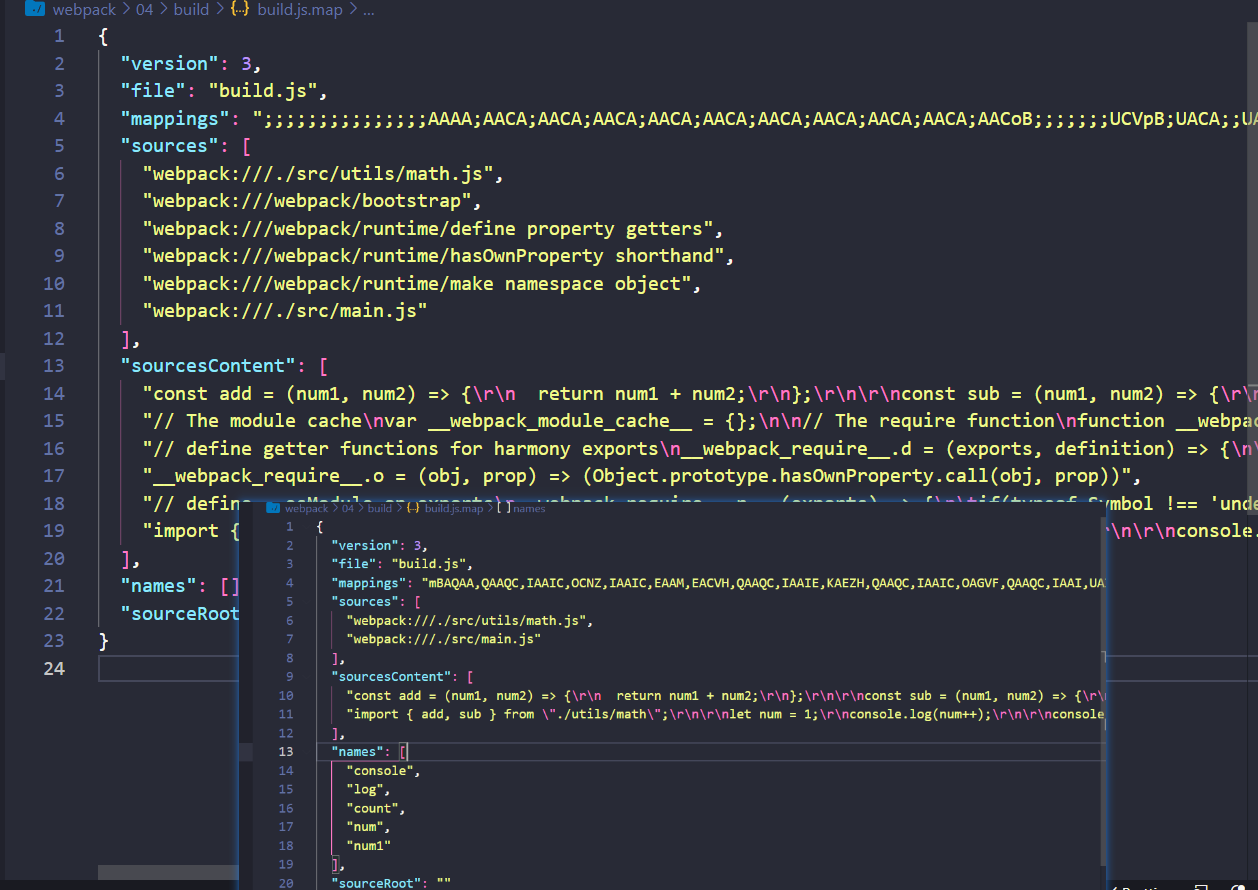 webpack > 04 > build > {..} build.js.map > ...
1 {
2 "version": 3,
3 "file": "build.js",
4 "mappings": ";;;;;;;;;;;;;;;AAAA;AACA;AACA;AACA;AACA;AACA;AACA;AACA;AACA;AACA;AACoB;;;;;;;UCVpB;UACA;;UA
5 "sources": [
6 "webpack:///./src/utils/math.js",
7 "webpack:///webpack/bootstrap",
8 "webpack:///webpack/runtime/define property getters",
9 "webpack:///webpack/runtime/hasOwnProperty shorthand",
10 "webpack:///webpack/runtime/make namespace object",
11 "webpack:///./src/main.js"
12 ],
13 "sourcesContent": [
14 "const add = (num1, num2) => {\r\n  return num1 + num2;\r\n};\r\n\r\nconst sub = (num1, num2) => {\r\n
15 "// The module cache\nvar __webpack_module_cache__ = {};\n\n// The require function\nfunction __webpa
16 "// define getter functions for harmony exports\n__webpack_require__.d = (exports, definition) => {\n\
17 "__webpack_require__.o = (obj, prop) => (Object.prototype.hasOwnProperty.call(obj, prop))",
18 "// define __esModule on exports\n__webpack_require__.r = (exports) => {\n\tif(typeof Symbol !== 'unde
19 "import { \r\n\r\nconsole.
20 ],
21 "names": []
22 "sourceRoot
23 }
24
webpack > 04 > build > {..} build.js.map > [ ] names
1 {
2 "version": 3,
3 "file": "build.js",
4 "mappings": "mBAQAA,QAAQC,IAAIC,OCNZ,IAAIC,EAAM,EACVH,QAAQC,IAAIE,KAEZH,QAAQC,IAAIC,OAGVF,QAAQC,IAAI,UA
5 "sources": [
6 "webpack:///./src/utils/math.js",
7 "webpack:///./src/main.js"
8 ],
9 "sourcesContent": [
10 "const add = (num1, num2) => {\r\n  return num1 + num2;\r\n};\r\n\r\nconst sub = (num1, num2) => {\r\
11 "import { add, sub } from \"./utils/math\";\r\n\r\nlet num = 1;\r\nconsole.log(num++);\r\n\r\nconsole
12 ],
13 "names": [
14 "console",
15 "log",
16 "count",
17 "num",
18 "num1"
19 ],
20 "sourceRoot": ""